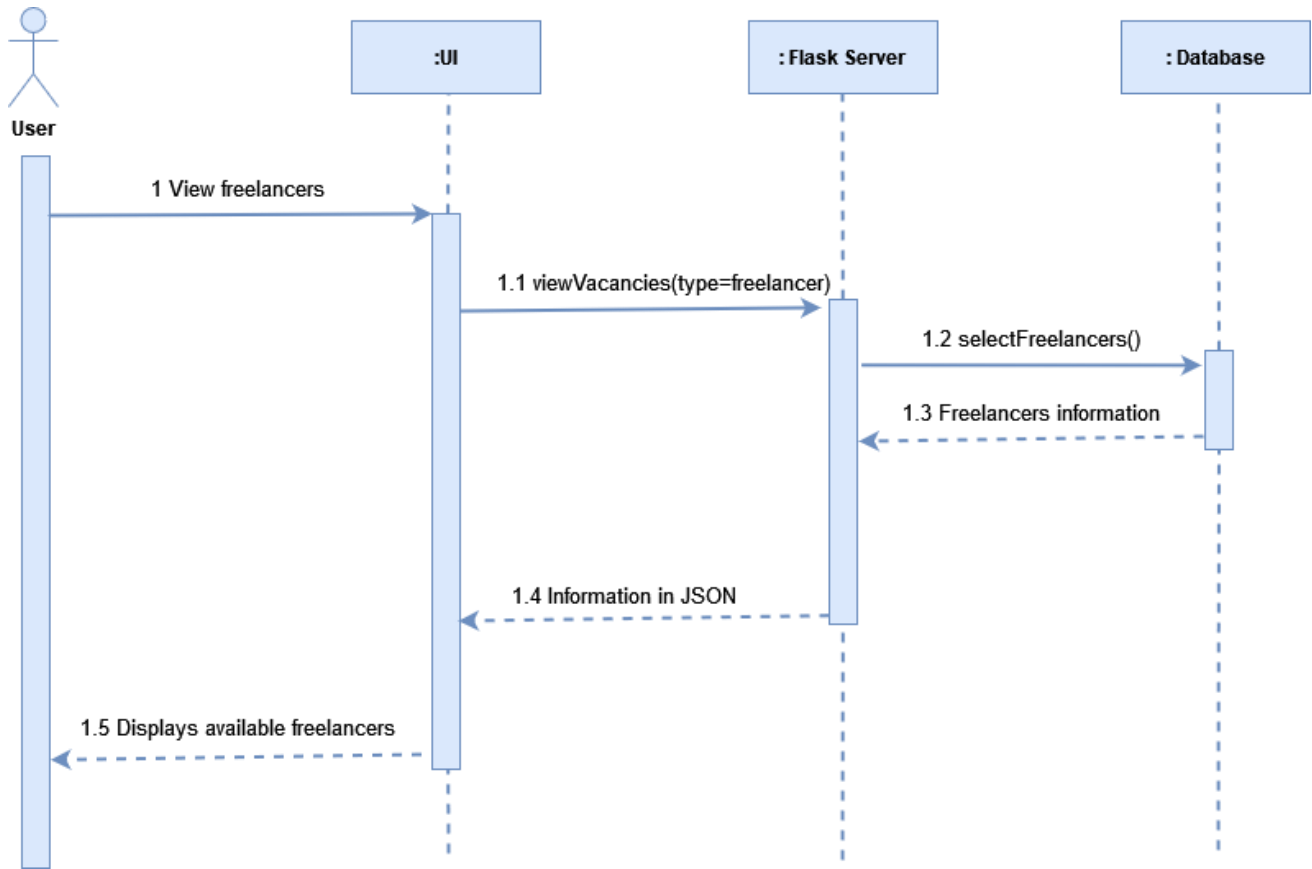 :UI
: Flask Server
: Database
User
1 View freelancers
1.1 viewVacancies(type=freelancer)
1.2 selectFreelancers()
1.3 Freelancers information
1.4 Information in JSON
1.5 Displays available freelancers